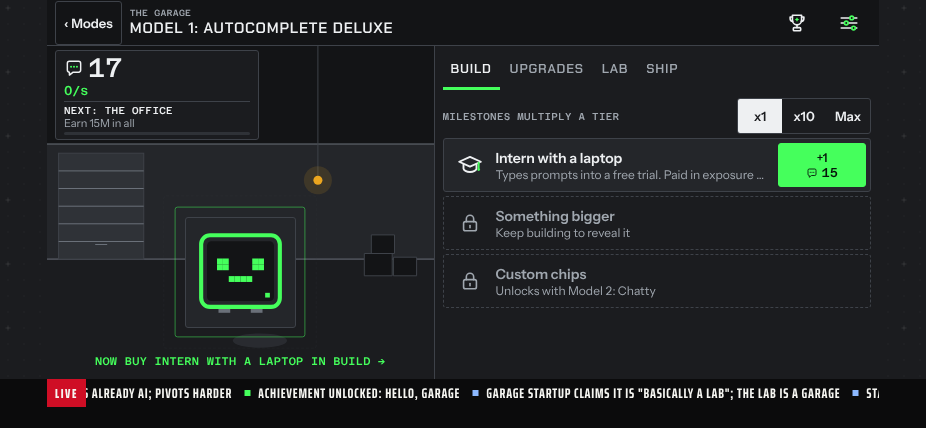 ‹ Modes
THE GARAGE
MODEL 1: AUTOCOMPLETE DELUXE
17
0/s
NEXT: THE OFFICE
Earn 15M in all
BUILD
UPGRADES
LAB
SHIP
MILESTONES MULTIPLY A TIER
x1
x10
Max
Intern with a laptop
Types prompts into a free trial. Paid in exposure ...
+1
15
Something bigger
Keep building to reveal it
Custom chips
Unlocks with Model 2: Chatty
NOW BUY INTERN WITH A LAPTOP IN BUILD →
LIVE
ALREADY AI; PIVOTS HARDER ■ ACHIEVEMENT UNLOCKED: HELLO, GARAGE ■ GARAGE STARTUP CLAIMS IT IS "BASICALLY A LAB"; THE LAB IS A GARAGE ■